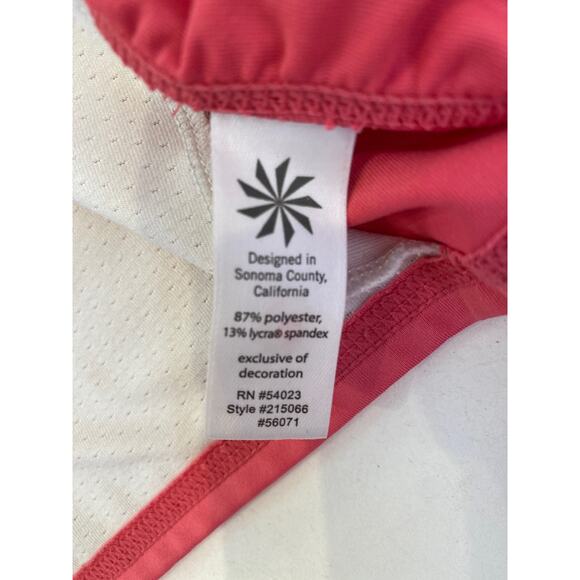 Designed in
Sonoma County,
California
87% polyester,
13% lycra® spandex
exclusive of
decoration
RN #54023
Style #215066
#56071